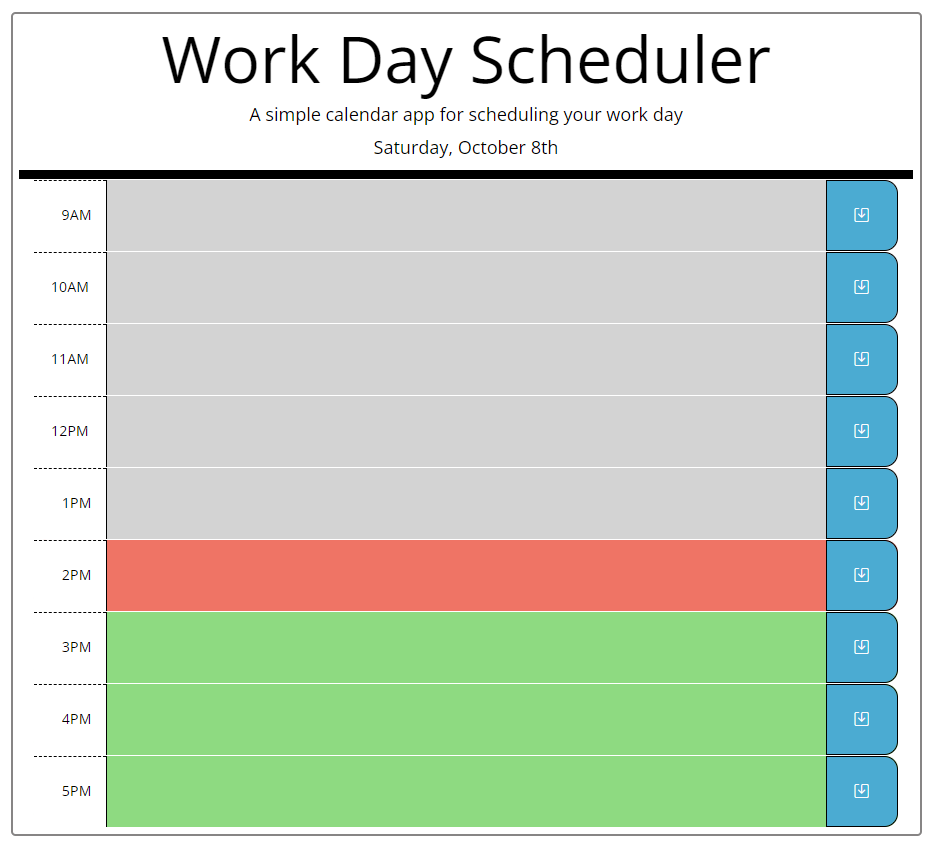 Work Day Scheduler
A simple calendar app for scheduling your work day
Saturday, October 8th
9AM
10AM
11AM
12PM
1PM
2PM
3PM
4PM
5PM